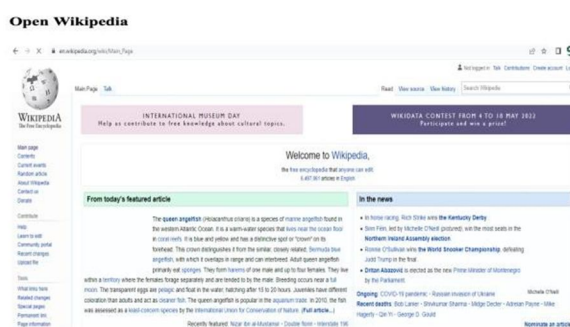 Open Wikipedia
en.wikipedia.org/wiki/Main_Page
Not logged in Talk Contributions Create account
Main Page Talk
Read View source View history Search Wikipedia
WIKIPEDIA
The Free Encyclopedia
INTERNATIONAL MUSEUM DAY
Help us contribute to free knowledge about cultural topics.
WIKIDATA CONTEST FROM 4 TO 18 MAY 2022
Participate and win a prize!
Main page
Contents
Current events
Random article
About Wikipedia
Contact us
Donate
Contribute
Help
Learn to edit
Community portal
Recent changes
Upload file
Tools
What links here
Related changes
Special pages
Permanent link
Page information
Welcome to Wikipedia,
the free encyclopedia that anyone can edit.
articles in English
From today's featured article
The queen angelfish (Holacanthus ciliaris) is a species of marine angelfish found in
the western Atlantic Ocean. It is a warm-water species that lives near the ocean floor
in coral reefs. It is blue and yellow and has a distinctive spot or "crown" on its
forehead. This crown distinguishes it from the similar, closely related, Bermuda blue
angelfish, with which it overlaps in range and can interbreed. Adult queen angelfish
primarily eat sponges. They form harems of one male and up to four females. They live
within a territory where the females forage separately and are tended to by the male. Breeding occurs near a full
moon. The transparent eggs are pelagic and float in the water, hatching after 15 to 20 hours. Juveniles have different
coloration than adults and act as cleaner fish. The queen angelfish is popular in the aquarium trade. In 2010, the fish
was assessed as a least-concern species by the International Union for Conservation of Nature. (Full article...)
Recently featured: Nizar ibn al-Mustansir · Double Torn · Interstate 196
In the news
In horse racing, Rich Strike wins the Kentucky Derby.
Sinn Féin, led by Michelle O'Neill (pictured), win the most seats in the
Northern Ireland Assembly election.
Ronnie O'Sullivan wins the World Snooker Championship, defeating
Judd Trump in the final.
Dritan Abazović is elected as the new Prime Minister of Montenegro
by the Parliament.
Michelle O'Neill
Ongoing: COVID-19 pandemic · Russian invasion of Ukraine
Recent deaths: Bob Lanier · Shivkumar Sharma · Midge Decter · Adreian Payne · Mike
Hagerty · Qin Yi · George D. Gould
Nominate an article